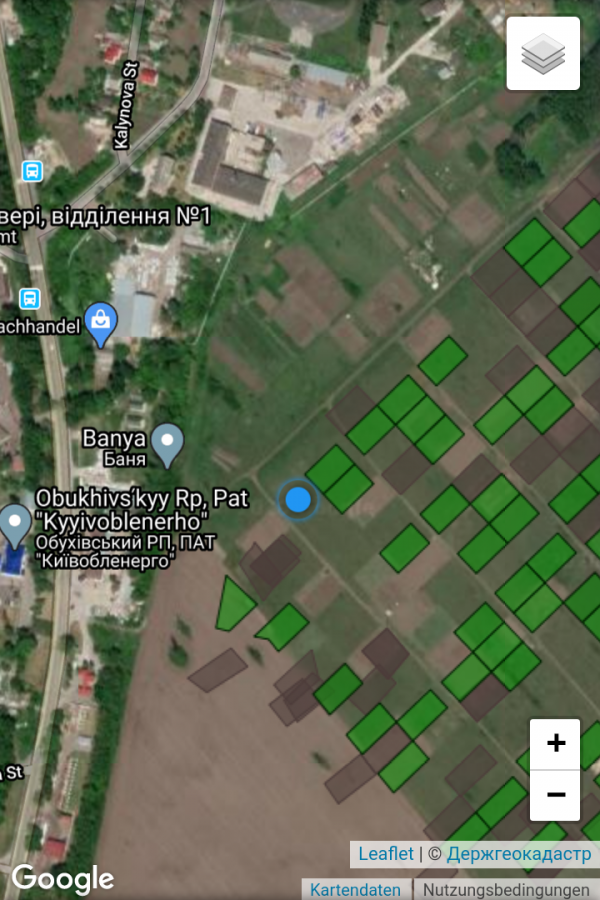 Kalynova St
вері, відділення №1
mt
achhandel
Banya
Баня
Obukhivs'kyy Rp, Pat
"Kyyivoblenerho"
Обухівський РП, ПАТ
"Київобленерго"
St
+
−
Leaflet | © Держгеокадастр
Google
Kartendaten
Nutzungsbedingungen